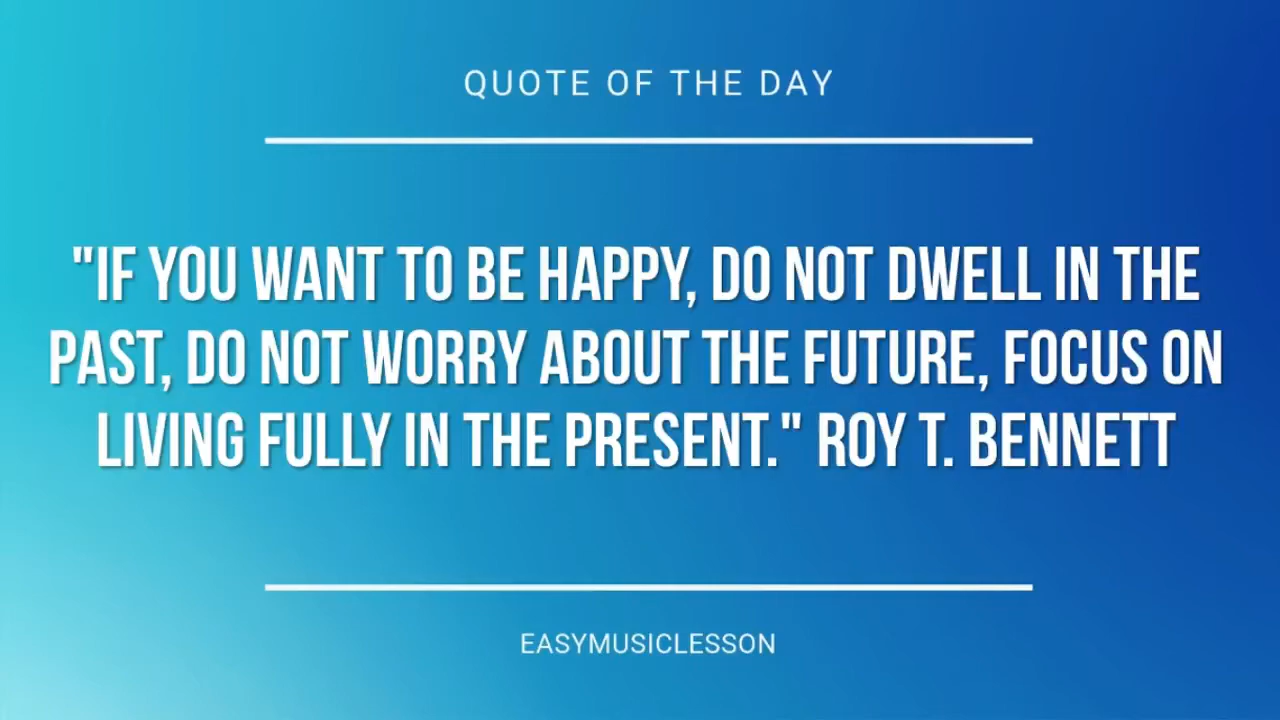 QUOTE OF THE DAY
"IF YOU WANT TO BE HAPPY, DO NOT DWELL IN THE
PAST, DO NOT WORRY ABOUT THE FUTURE, FOCUS ON
LIVING FULLY IN THE PRESENT." ROY T. BENNETT
EASYMUSICLESSON